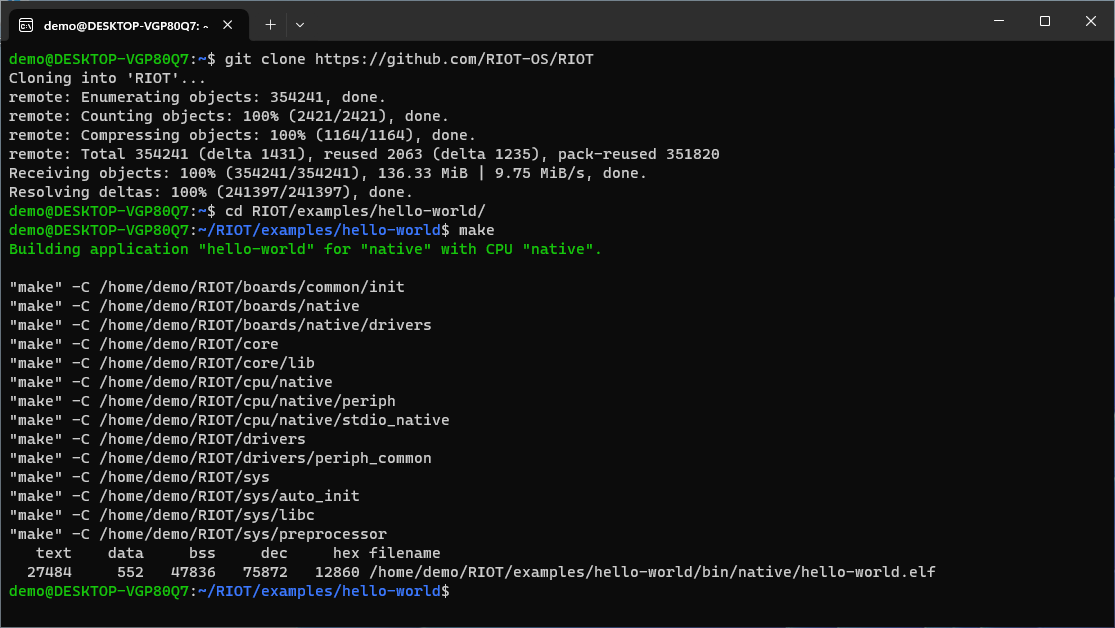 demo@DESKTOP-VGP80Q7: ~
demo@DESKTOP-VGP80Q7:~$ git clone https://github.com/RIOT-OS/RIOT
Cloning into 'RIOT'...
remote: Enumerating objects: 354241, done.
remote: Counting objects: 100% (2421/2421), done.
remote: Compressing objects: 100% (1164/1164), done.
remote: Total 354241 (delta 1431), reused 2063 (delta 1235), pack-reused 351820
Receiving objects: 100% (354241/354241), 136.33 MiB | 9.75 MiB/s, done.
Resolving deltas: 100% (241397/241397), done.
demo@DESKTOP-VGP80Q7:~$ cd RIOT/examples/hello-world/
demo@DESKTOP-VGP80Q7:~/RIOT/examples/hello-world$ make
Building application "hello-world" for "native" with CPU "native".
"make" -C /home/demo/RIOT/boards/common/init
"make" -C /home/demo/RIOT/boards/native
"make" -C /home/demo/RIOT/boards/native/drivers
"make" -C /home/demo/RIOT/core
"make" -C /home/demo/RIOT/core/lib
"make" -C /home/demo/RIOT/cpu/native
"make" -C /home/demo/RIOT/cpu/native/periph
"make" -C /home/demo/RIOT/cpu/native/stdio_native
"make" -C /home/demo/RIOT/drivers
"make" -C /home/demo/RIOT/drivers/periph_common
"make" -C /home/demo/RIOT/sys
"make" -C /home/demo/RIOT/sys/auto_init
"make" -C /home/demo/RIOT/sys/libc
"make" -C /home/demo/RIOT/sys/preprocessor
   text    data     bss     dec     hex filename
  27484     552   47836   75872   12860 /home/demo/RIOT/examples/hello-world/bin/native/hello-world.elf
demo@DESKTOP-VGP80Q7:~/RIOT/examples/hello-world$